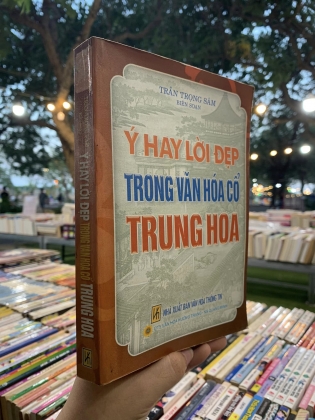 TRẦN TRỌNG SÂM
BIÊN SOẠN
Ý HAY LỜI ĐẸP
TRONG VĂN HÓA CỔ
TRUNG HOA
NHÀ XUẤT BẢN VĂN HÓA THÔNG TIN
Ý HAY LỜI ĐẸP TRONG VĂN HÓA CỔ TRUNG HOA